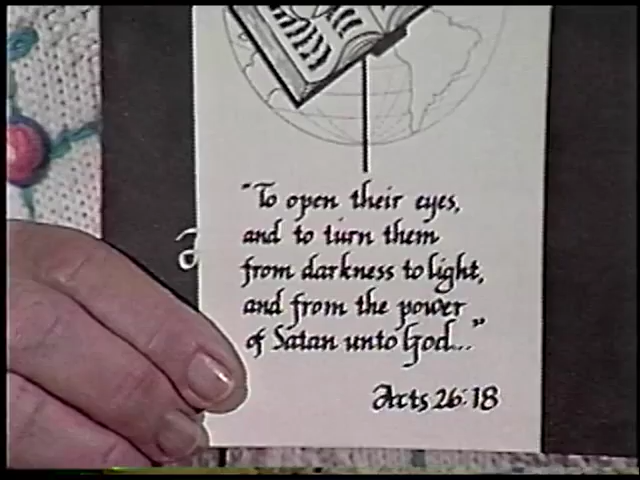 "To open their eyes,
and to turn them
from darkness to light,
and from the power
of Satan unto God..."
Acts 26:18